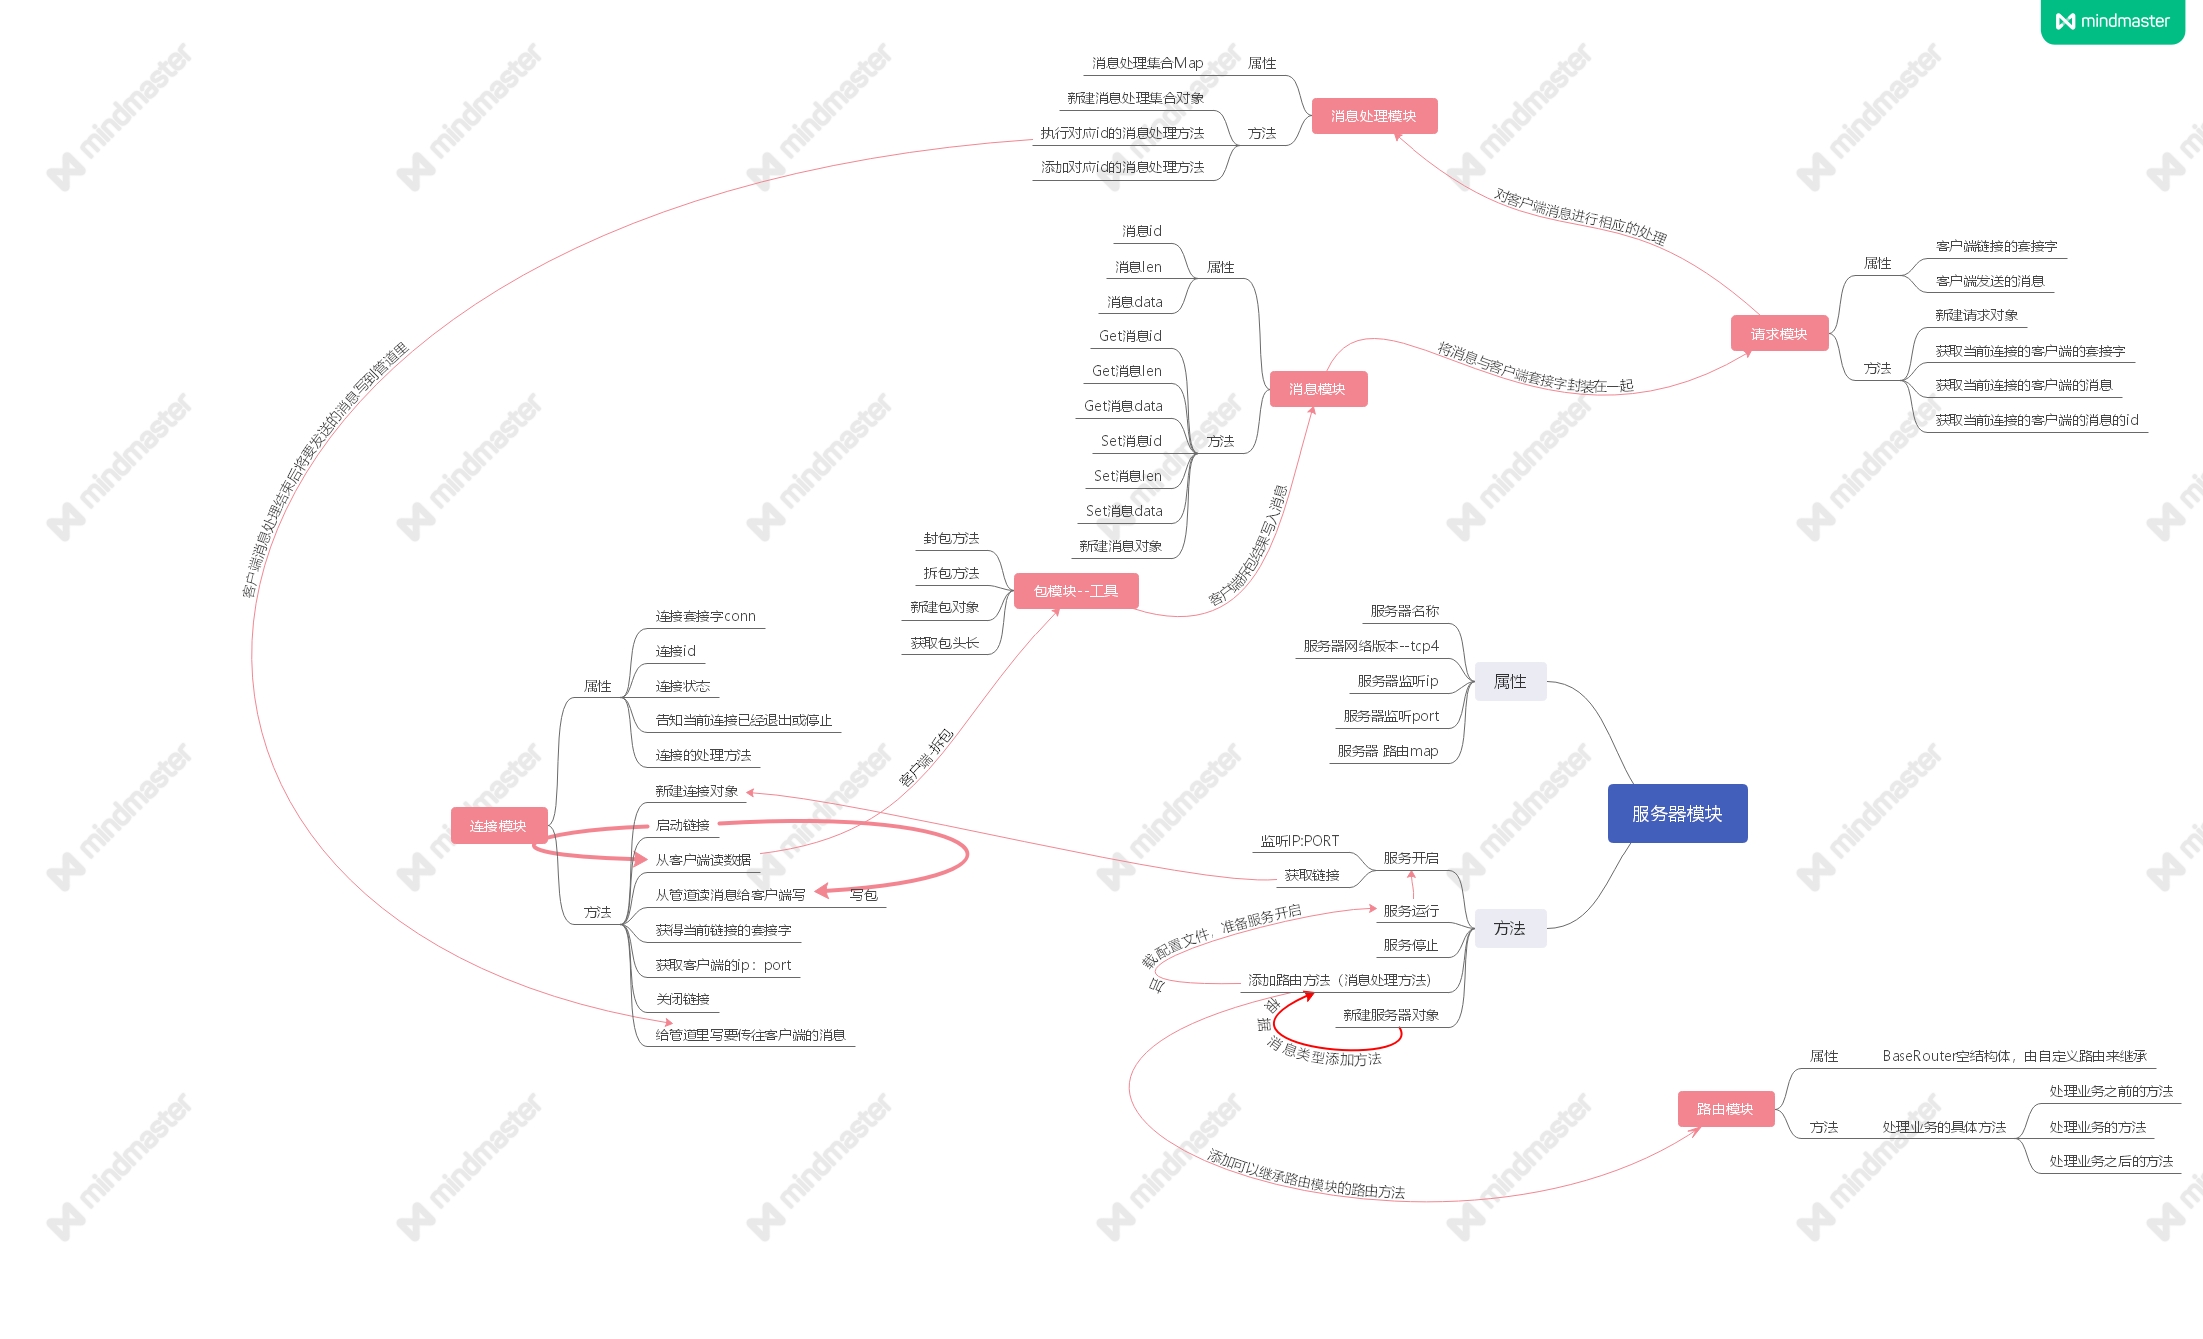 mindmaster
消息处理模块
属性
消息处理集合Map
方法
新建消息处理集合对象
执行对应id的消息处理方法
添加对应id的消息处理方法
对客户端消息进行相应的处理
请求模块
属性
客户端链接的套接字
客户端发送的消息
方法
新建请求对象
获取当前连接的客户端的套接字
获取当前连接的客户端的消息
获取当前连接的客户端的消息的id
将消息与客户端套接字封装在一起
消息模块
属性
消息id
消息len
消息data
方法
Get消息id
Get消息len
Get消息data
Set消息id
Set消息len
Set消息data
新建消息对象
客户端拆包结果写入消息
包模块--工具
封包方法
拆包方法
新建包对象
获取包头长
客户端-拆包
客户端消息处理结束后将要发送的消息写到管道里
连接模块
属性
连接套接字conn
连接id
连接状态
告知当前连接已经退出或停止
连接的处理方法
方法
新建连接对象
启动链接
从客户端读数据
从管道读消息给客户端写
写包
获得当前链接的套接字
获取客户端的ip：port
关闭链接
给管道里写要传往客户端的消息
服务器模块
属性
服务器名称
服务器网络版本--tcp4
服务器监听ip
服务器监听port
服务器 路由map
方法
服务开启
监听IP:PORT
获取链接
服务运行
服务停止
添加路由方法（消息处理方法）
新建服务器对象
加载配置文件，准备服务开启
根据消息类型添加方法
添加可以继承路由模块的路由方法
路由模块
属性
BaseRouter空结构体，由自定义路由来继承
方法
处理业务的具体方法
处理业务之前的方法
处理业务的方法
处理业务之后的方法